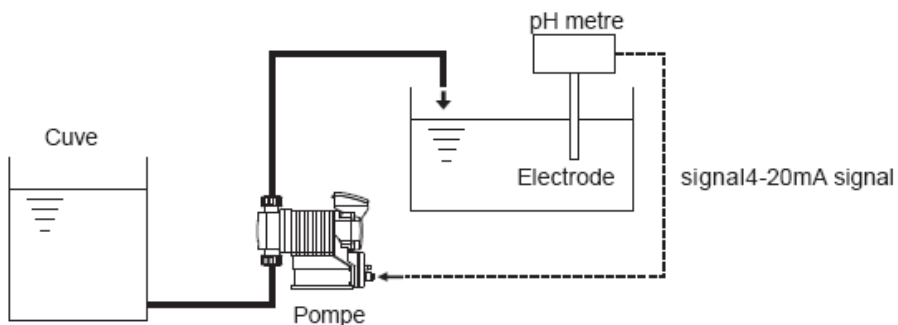 pH metre
Cuve
Electrode
signal4-20mA signal
Pompe